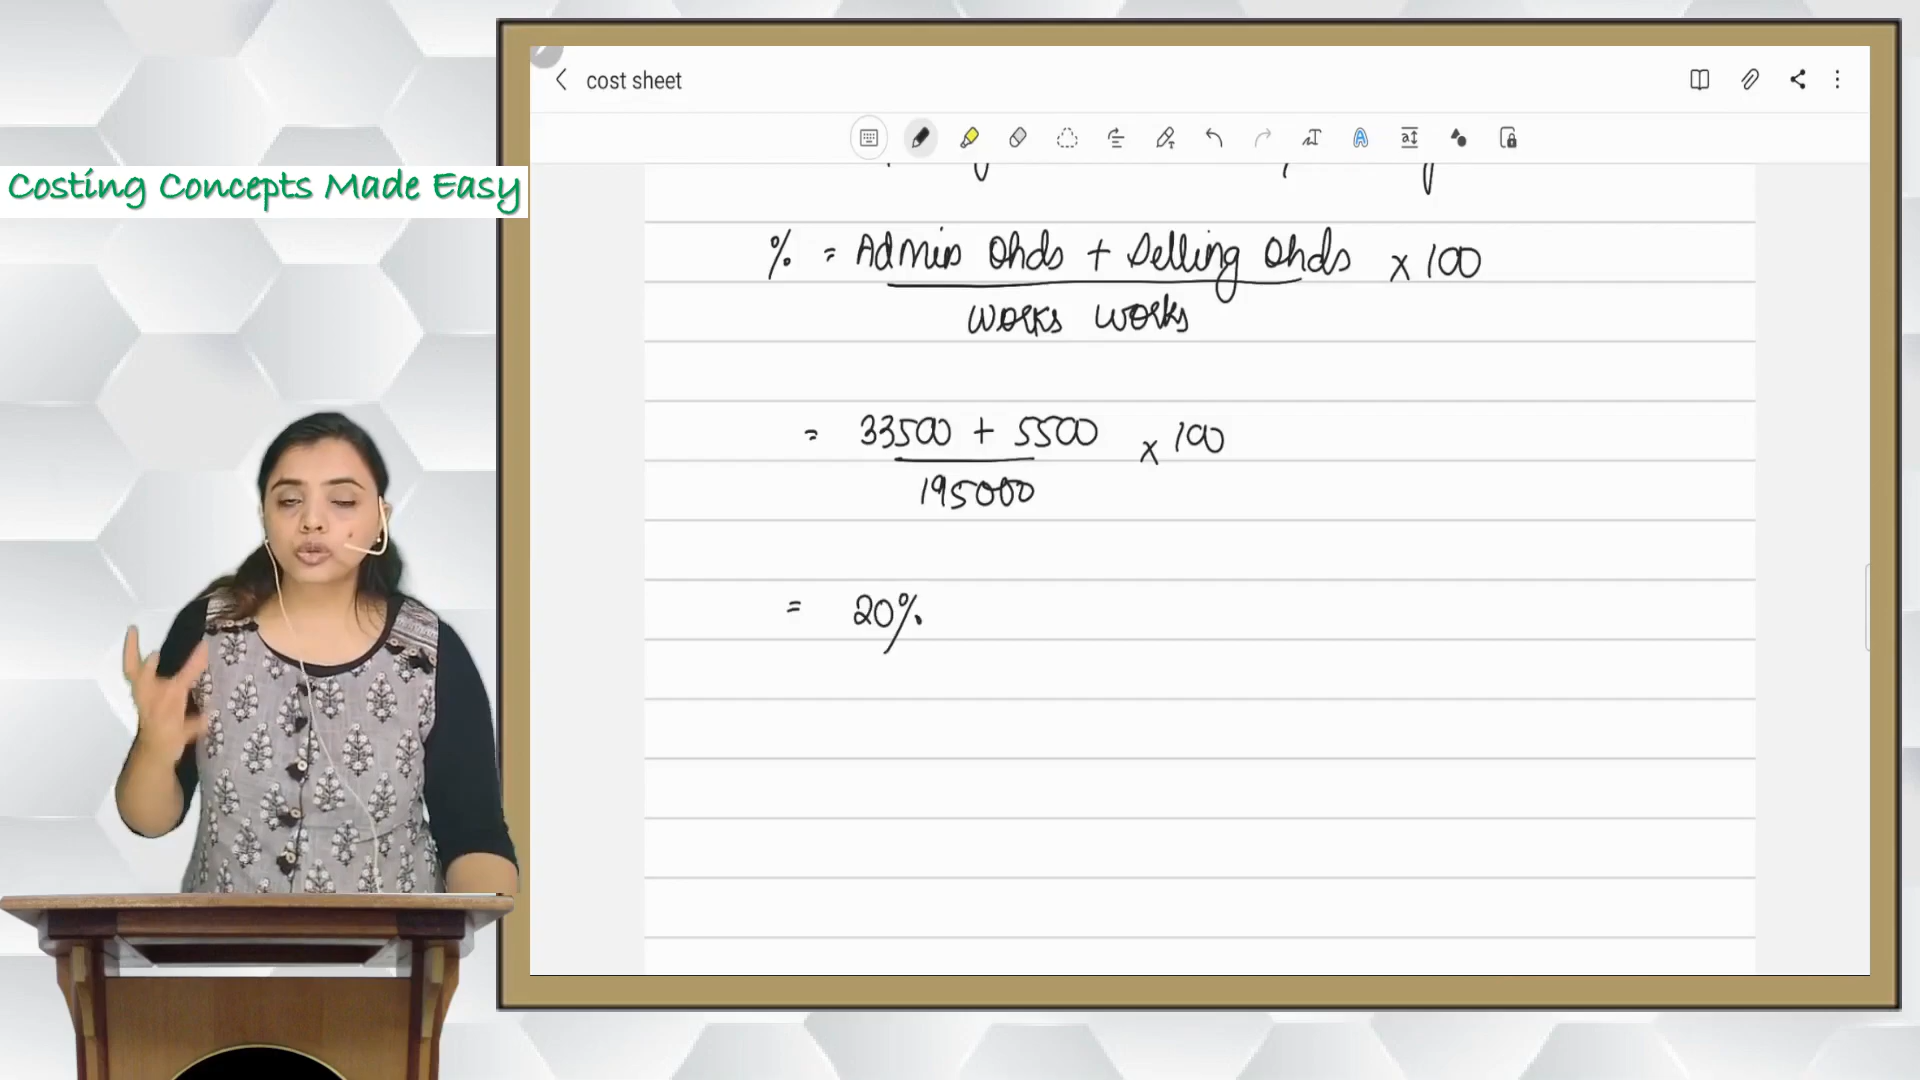 cost sheet
Costing Concepts Made Easy
% = Admin Ohds + Selling Ohds x 100
works works
= 33500 + 5500 x 100
195000
= 20%